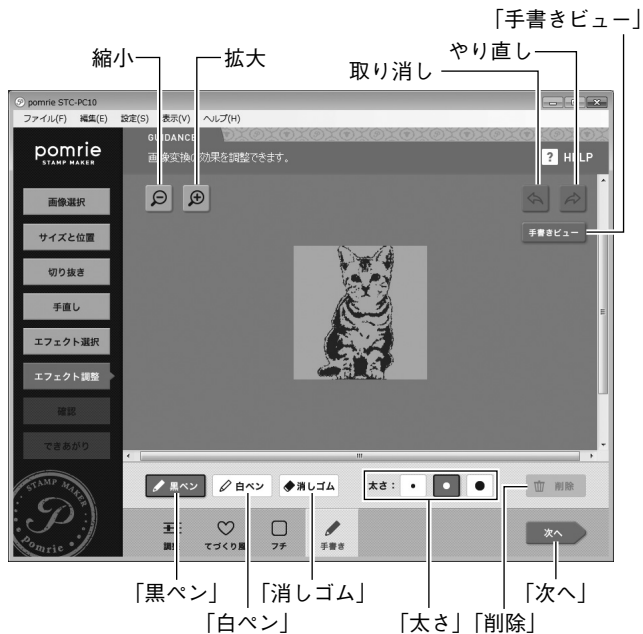 「手書きビュー」
縮小
拡大
取り消し
やり直し
pomrie STC-PC10
ファイル(F) 編集(E) 設定(S) 表示(V) ヘルプ(H)
GUIDANCE
画像変換の効果を調整できます。
? HELP
pomrie
STAMP MAKER
画像選択
サイズと位置
切り抜き
手直し
エフェクト選択
エフェクト調整
確認
できあがり
手書きビュー
黒ペン
白ペン
消しゴム
太さ：
削除
調整
てづくり風
フチ
手書き
次へ
STAMP MAKER
pomrie
「黒ペン」
「消しゴム」
「次へ」
「白ペン」
「太さ」
「削除」